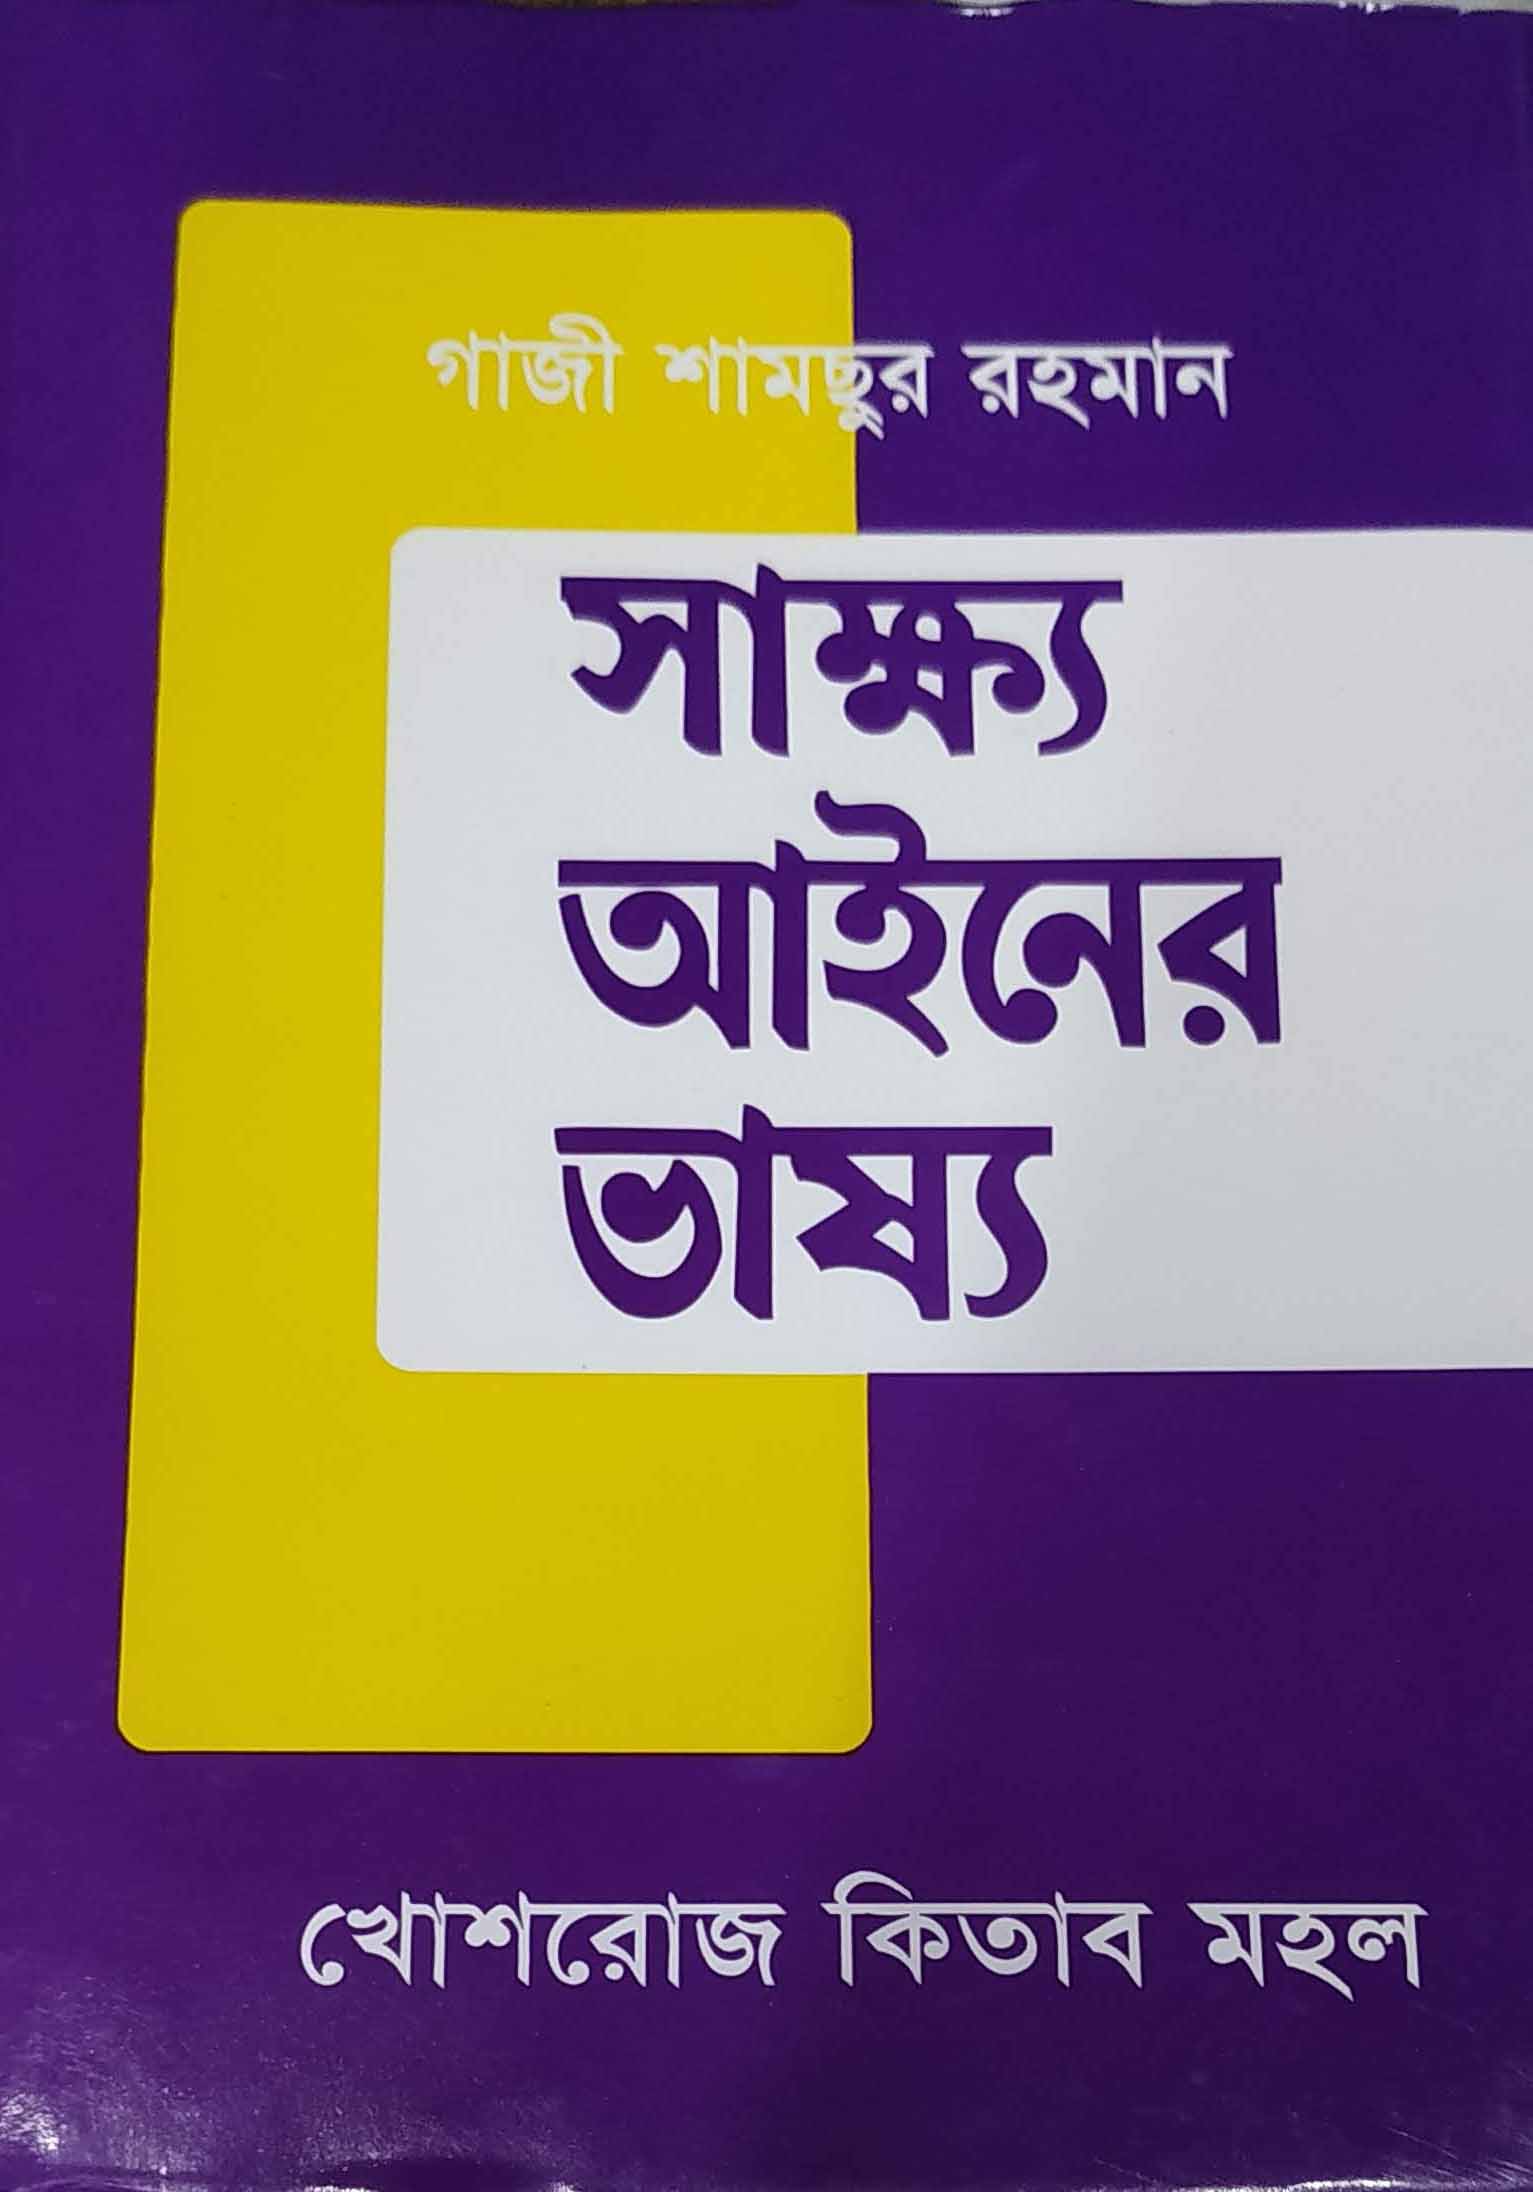 গাজী শামছুর রহমান
সাক্ষ্য
আইনের
ভাষ্য
খোশরোজ কিতাব মহল